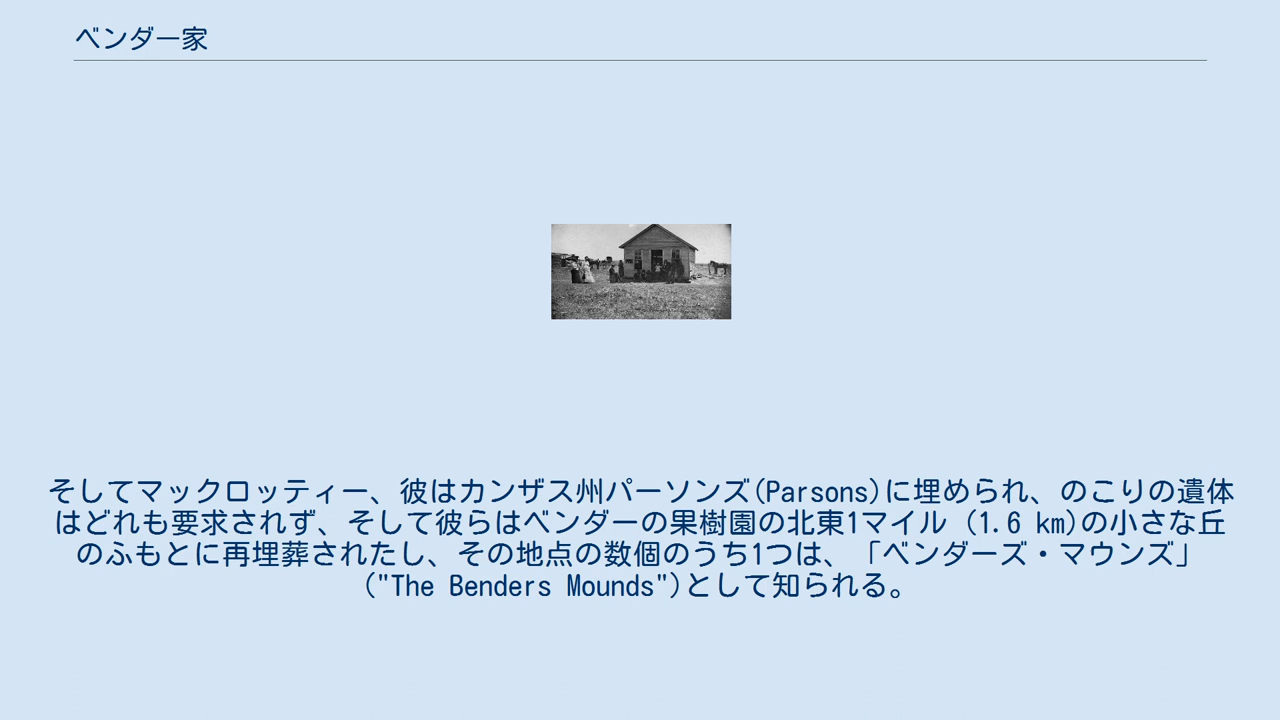 ベンダー家
そしてマックロッティー、彼はカンザス州パーソンズ(Parsons)に埋められ、のこりの遺体
はどれも要求されず、そして彼らはベンダーの果樹園の北東1マイル (1.6 km)の小さな丘
のふもとに再埋葬されたし、その地点の数個のうち1つは、「ベンダーズ・マウンズ」
("The Benders Mounds")として知られる。